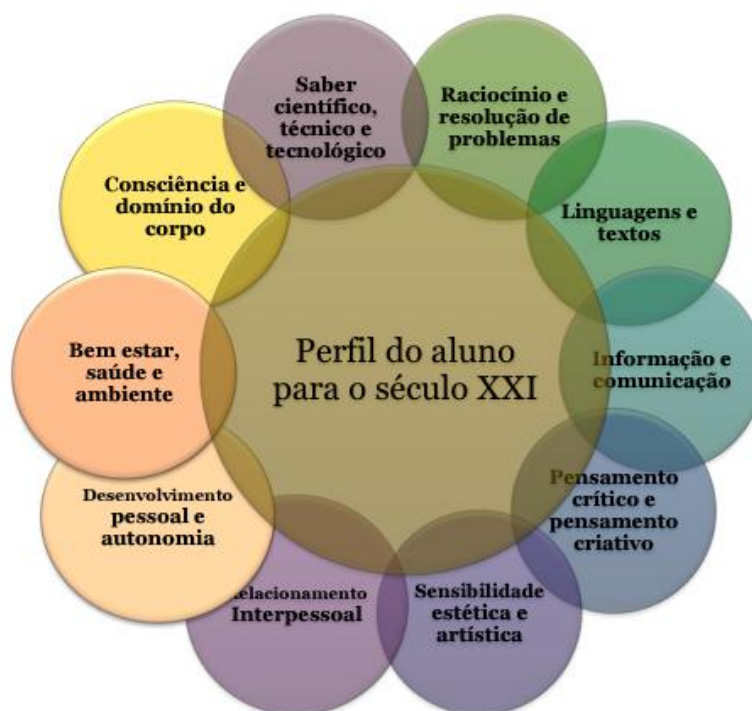 Perfil do aluno
para o século XXI
Raciocínio e
resolução de
problemas
Linguagens e
textos
Informação e
comunicação
Pensamento
crítico e
pensamento
criativo
Sensibilidade
estética e
artística
Relacionamento
Interpessoal
Desenvolvimento
pessoal e
autonomia
Bem estar,
saúde e
ambiente
Consciência e
domínio do
corpo
Saber
científico,
técnico e
tecnológico